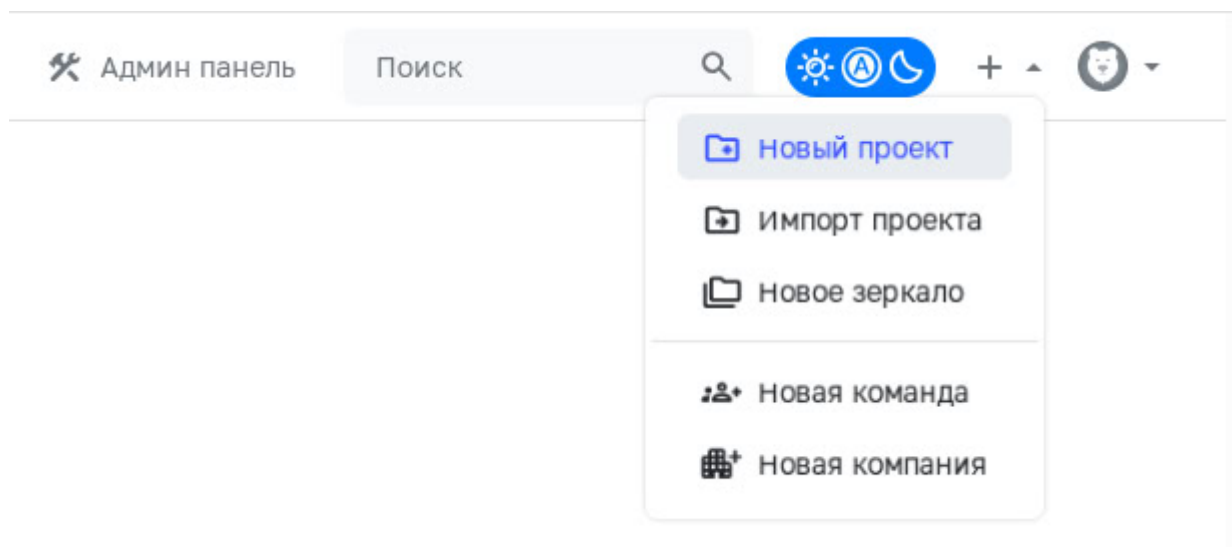 Админ панель
Поиск
A
Новый проект
Импорт проекта
Новое зеркало
Новая команда
Новая компания